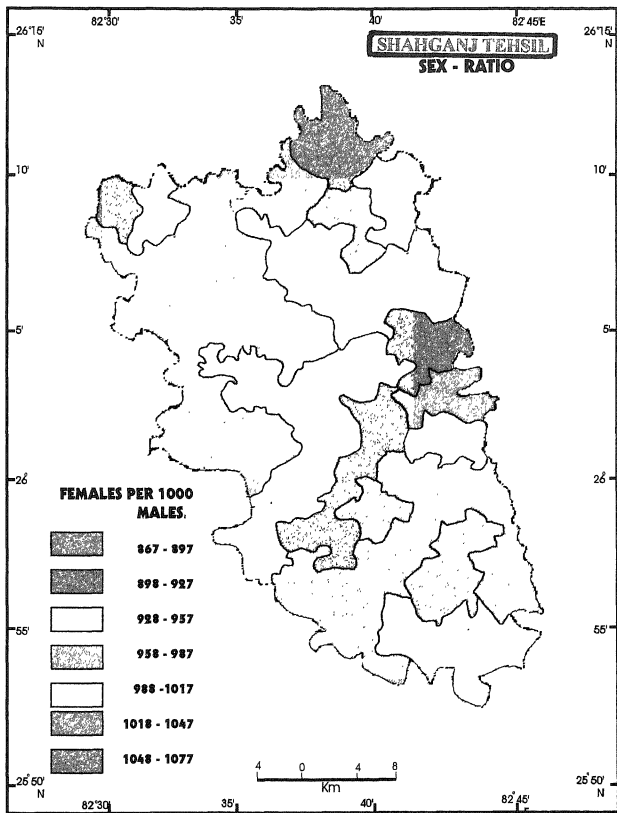 82°30' 35' 40' 82°45'E
26°15' N
26°15' N
SHAHGANJ TEHSIL
SEX - RATIO
10' 10'
5' 5'
26° 26°
FEMALES PER 1000
MALES.
867 - 897
898 - 927
928 - 957
958 - 987
988 - 1017
1018 - 1047
1048 - 1077
55' 55'
4 0 4 8
Km
25°50' N
25°50' N
82°30' 35' 40' 82°45'